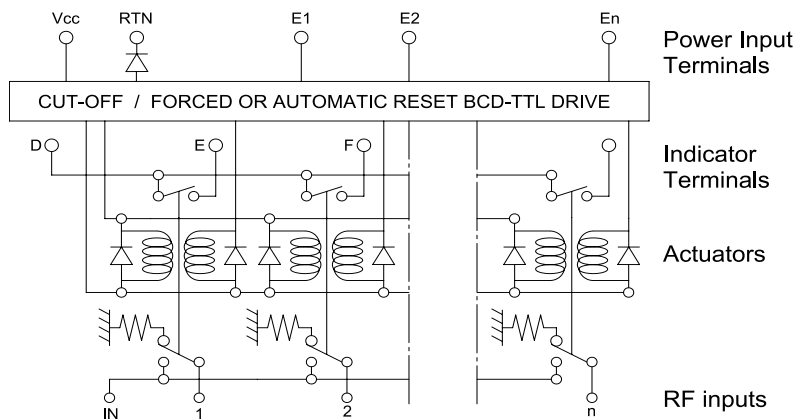 Vcc RTN E1 E2 En
Power Input
Terminals
CUT-OFF / FORCED OR AUTOMATIC RESET BCD-TTL DRIVE
D E F
Indicator
Terminals
Actuators
IN 1 2 n
RF inputs